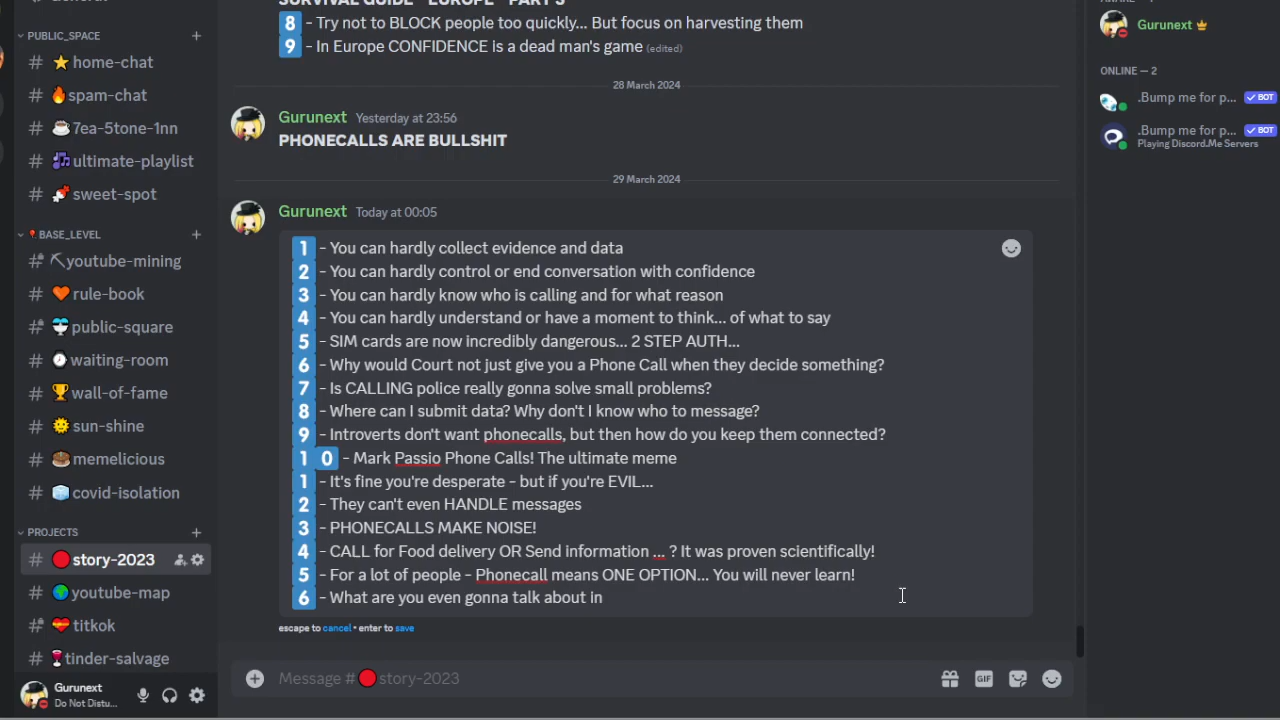 General
SURVIVAL GUIDE - EUROPE - PART 3
8 - Try not to BLOCK people too quickly... But focus on harvesting them
9 - In Europe CONFIDENCE is a dead man's game (edited)
28 March 2024
Gurunext Yesterday at 23:56
PHONECALLS ARE BULLSHIT
29 March 2024
Gurunext Today at 00:05
1 - You can hardly collect evidence and data
2 - You can hardly control or end conversation with confidence
3 - You can hardly know who is calling and for what reason
4 - You can hardly understand or have a moment to think... of what to say
5 - SIM cards are now incredibly dangerous... 2 STEP AUTH...
6 - Why would Court not just give you a Phone Call when they decide something?
7 - Is CALLING police really gonna solve small problems?
8 - Where can I submit data? Why don't I know who to message?
9 - Introverts don't want phonecalls, but then how do you keep them connected?
1 0 - Mark Passio Phone Calls! The ultimate meme
1 - It's fine you're desperate - but if you're EVIL...
2 - They can't even HANDLE messages
3 - PHONECALLS MAKE NOISE!
4 - CALL for Food delivery OR Send information ... ? It was proven scientifically!
5 - For a lot of people - Phonecall means ONE OPTION... You will never learn!
6 - What are you even gonna talk about in
escape to cancel • enter to save
Message # story-2023
GIF
PUBLIC_SPACE
# home-chat
# spam-chat
# 7ea-5tone-1nn
# ultimate-playlist
# sweet-spot
BASE_LEVEL
# youtube-mining
# rule-book
# public-square
# waiting-room
# wall-of-fame
# sun-shine
# memelicious
# covid-isolation
PROJECTS
# story-2023
# youtube-map
# titkok
# tinder-salvage
Gurunext
Do Not Distu...
Gurunext
ONLINE — 2
.Bump me for p... BOT
.Bump me for p... BOT
Playing Discord.Me Servers